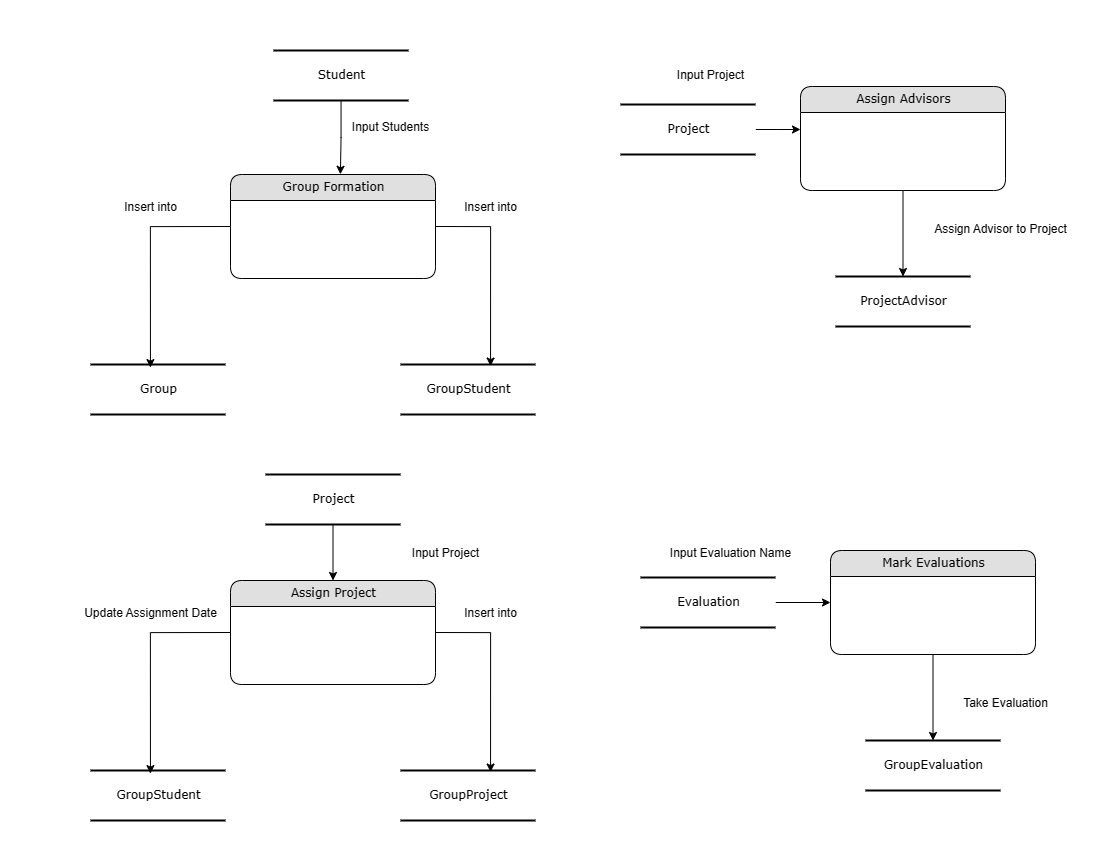 Student
Input Students
Group Formation
Insert into
Insert into
Group
GroupStudent
Input Project
Project
Assign Advisors
Assign Advisor to Project
ProjectAdvisor
Project
Input Project
Assign Project
Update Assignment Date
Insert into
GroupStudent
GroupProject
Input Evaluation Name
Evaluation
Mark Evaluations
Take Evaluation
GroupEvaluation